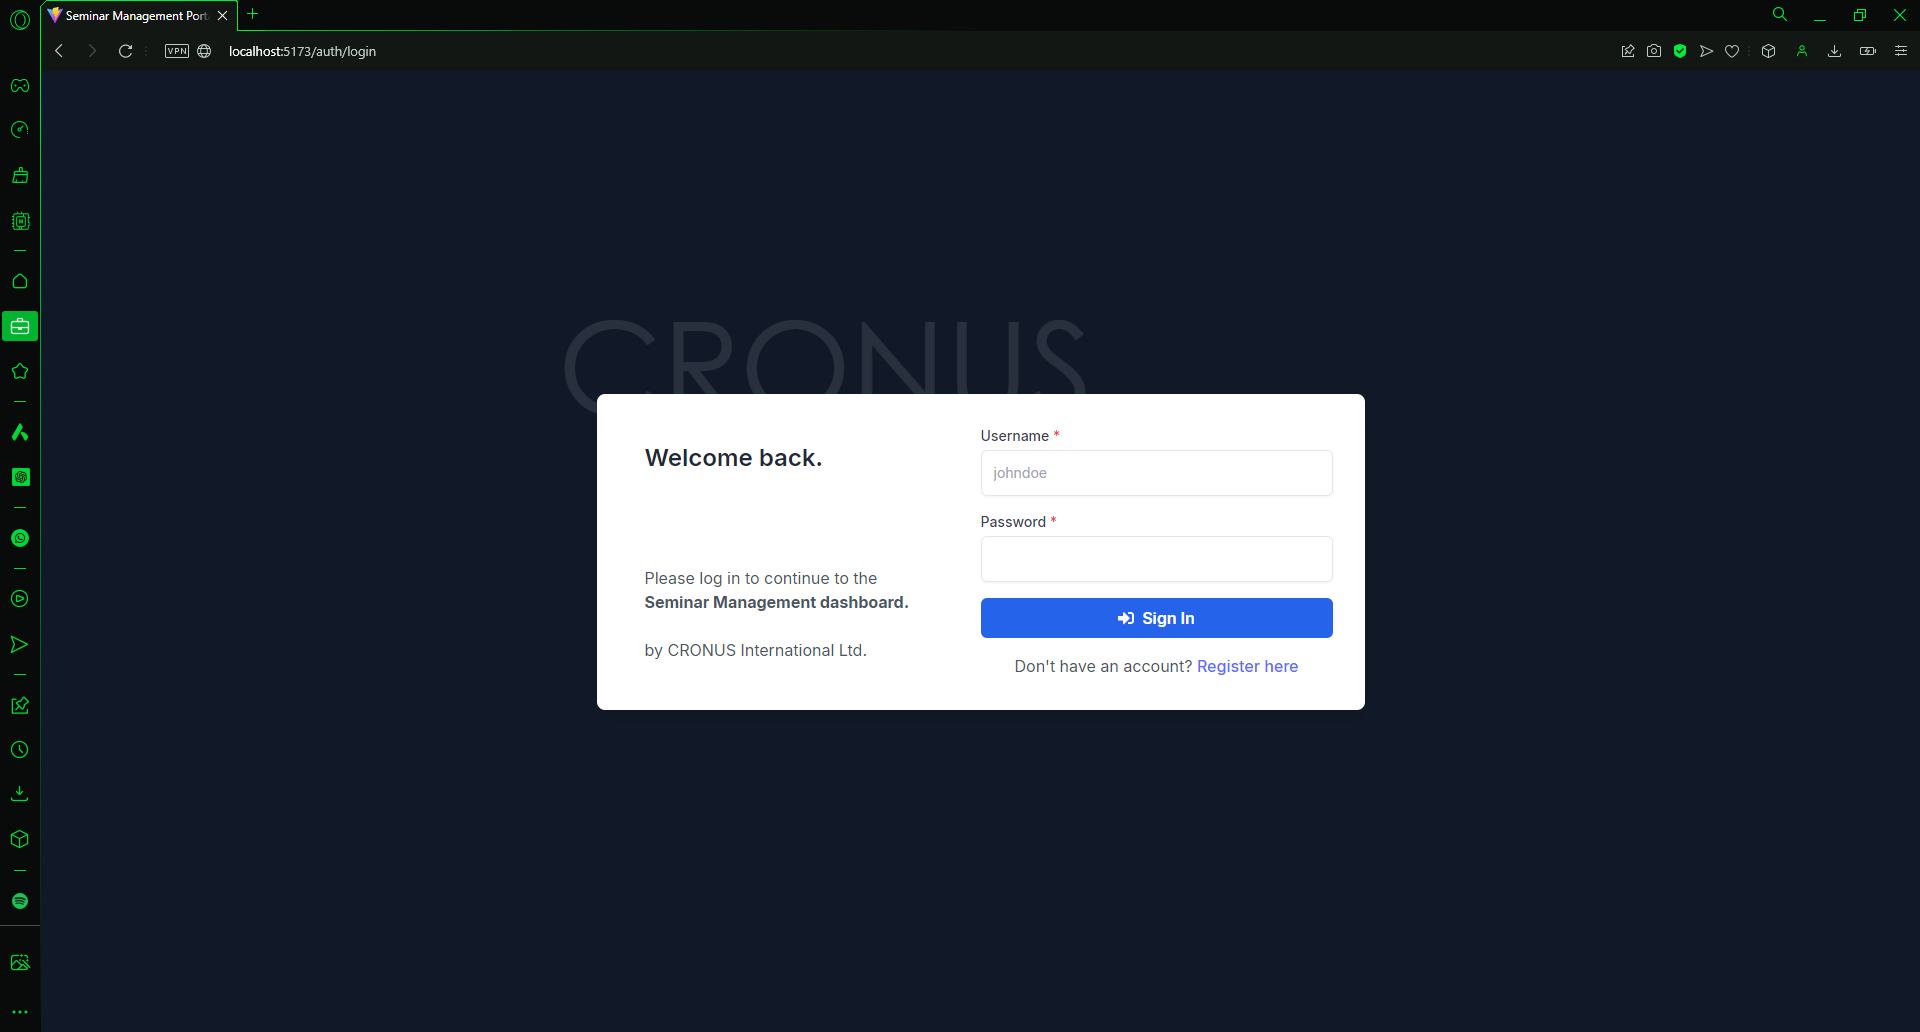 Seminar Management Port
VPN
localhost:5173/auth/login
CRONUS
Welcome back.
Please log in to continue to the
Seminar Management dashboard.
by CRONUS International Ltd.
Username *
johndoe
Password *
Sign In
Don't have an account? Register here